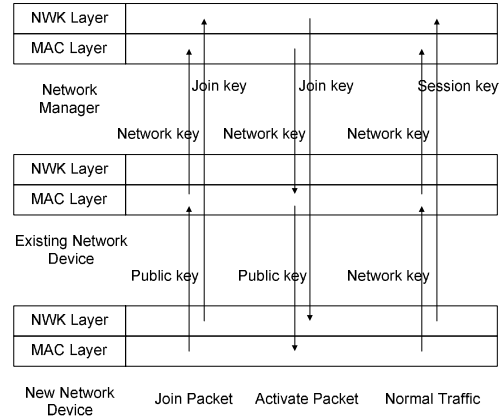 NWK Layer
MAC Layer
Network
Manager
Join key
Join key
Session key
Network key
Network key
Network key
NWK Layer
MAC Layer
Existing Network
Device
Public key
Public key
Network key
NWK Layer
MAC Layer
New Network
Device
Join Packet
Activate Packet
Normal Traffic